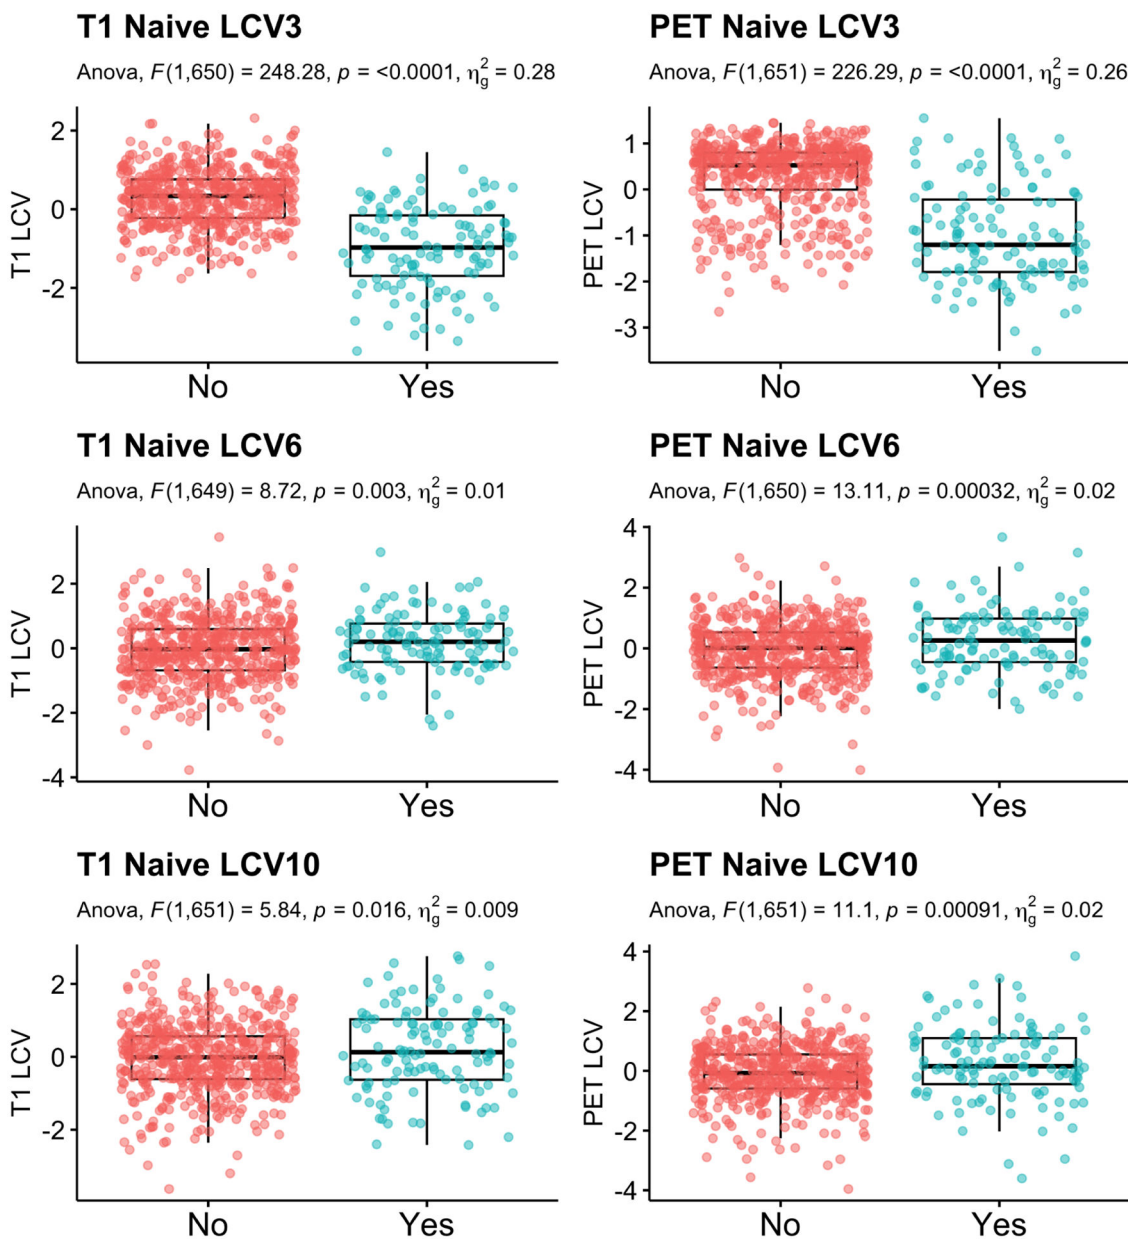 T1 Naive LCV3
Anova, F(1,650) = 248.28, p = <0.0001, η²g = 0.28
T1 LCV
2
0
-2
No Yes
PET Naive LCV3
Anova, F(1,651) = 226.29, p = <0.0001, η²g = 0.26
PET LCV
1
0
-1
-2
-3
No Yes
T1 Naive LCV6
Anova, F(1,649) = 8.72, p = 0.003, η²g = 0.01
T1 LCV
2
0
-2
-4
No Yes
PET Naive LCV6
Anova, F(1,650) = 13.11, p = 0.00032, η²g = 0.02
PET LCV
4
2
0
-2
-4
No Yes
T1 Naive LCV10
Anova, F(1,651) = 5.84, p = 0.016, η²g = 0.009
T1 LCV
2
0
-2
No Yes
PET Naive LCV10
Anova, F(1,651) = 11.1, p = 0.00091, η²g = 0.02
PET LCV
4
2
0
-2
-4
No Yes